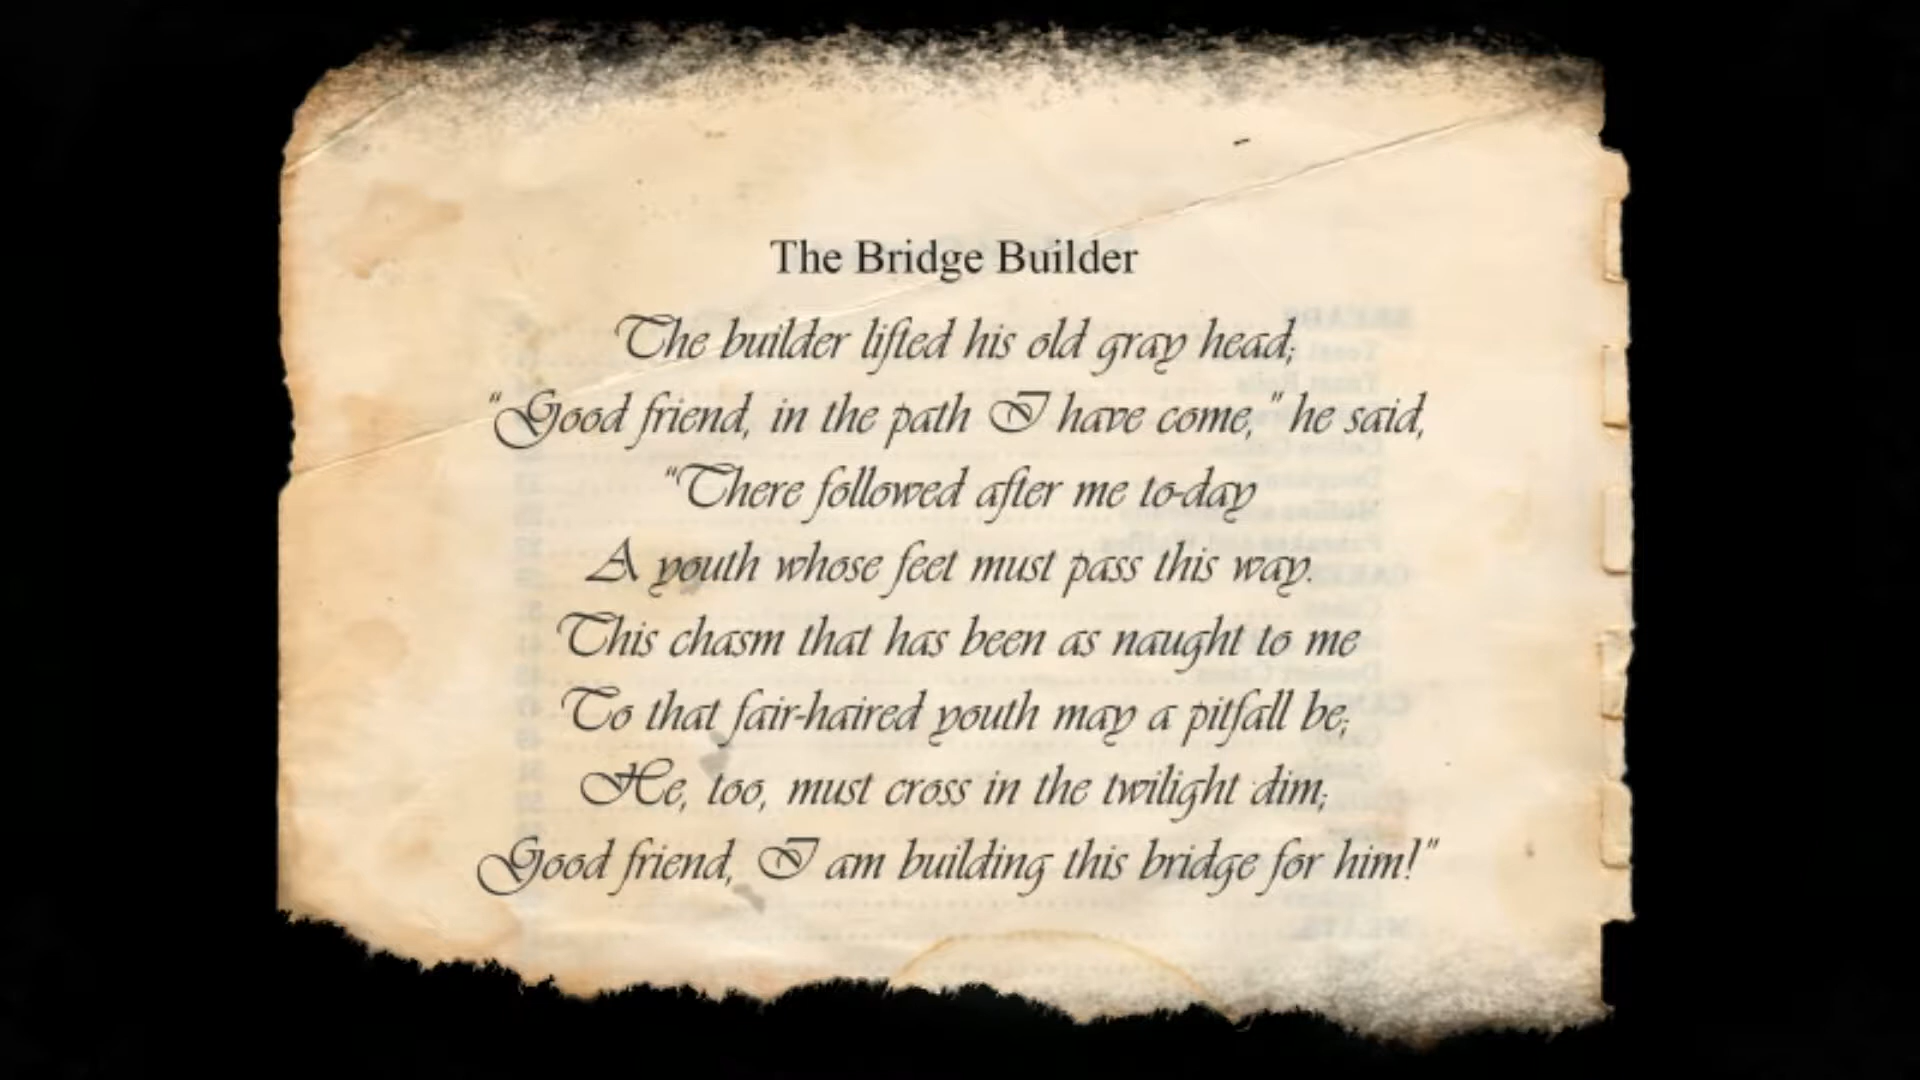 The Bridge Builder
The builder lifted his old gray head;
"Good friend, in the path I have come," he said,
"There followed after me to-day
A youth whose feet must pass this way.
This chasm that has been as naught to me
To that fair-haired youth may a pitfall be;
He, too, must cross in the twilight dim;
Good friend, I am building this bridge for him!"